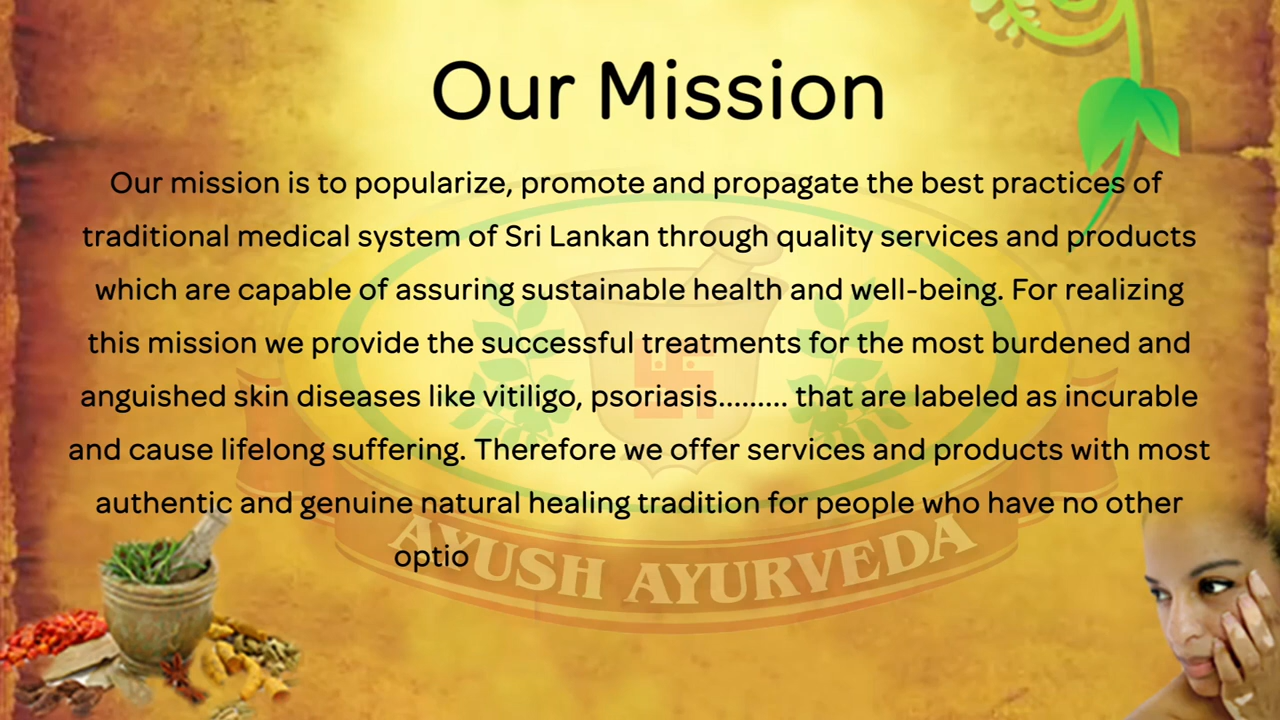 Our Mission
Our mission is to popularize, promote and propagate the best practices of
traditional medical system of Sri Lankan through quality services and products
which are capable of assuring sustainable health and well-being. For realizing
this mission we provide the successful treatments for the most burdened and
anguished skin diseases like vitiligo, psoriasis......... that are labeled as incurable
and cause lifelong suffering. Therefore we offer services and products with most
authentic and genuine natural healing tradition for people who have no other
optio
AYUSH AYURVEDA